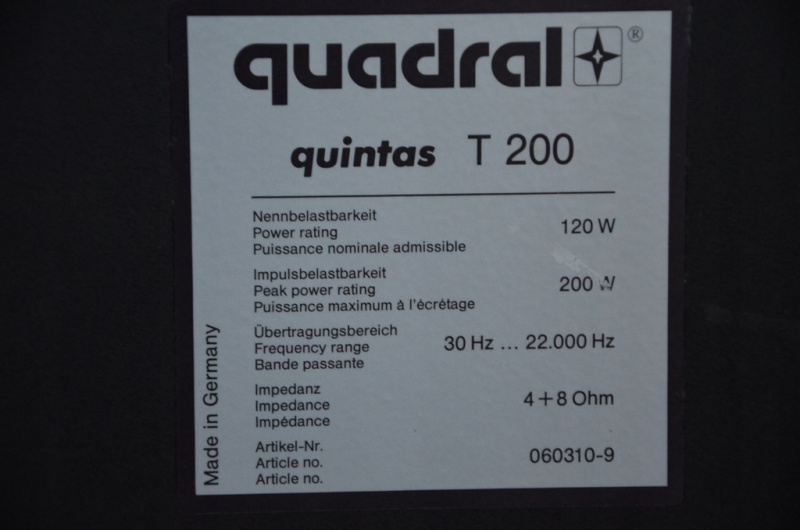 quadral ®
quintas T 200
Nennbelastbarkeit
Power rating
Puissance nominale admissible
120 W
Impulsbelastbarkeit
Peak power rating
Puissance maximum à l'écrétage
200 W
Übertragungsbereich
Frequency range
Bande passante
30 Hz ... 22.000 Hz
Impedanz
Impedance
Impédance
4+8 Ohm
Artikel-Nr.
Article no.
Article no.
060310-9
Made in Germany